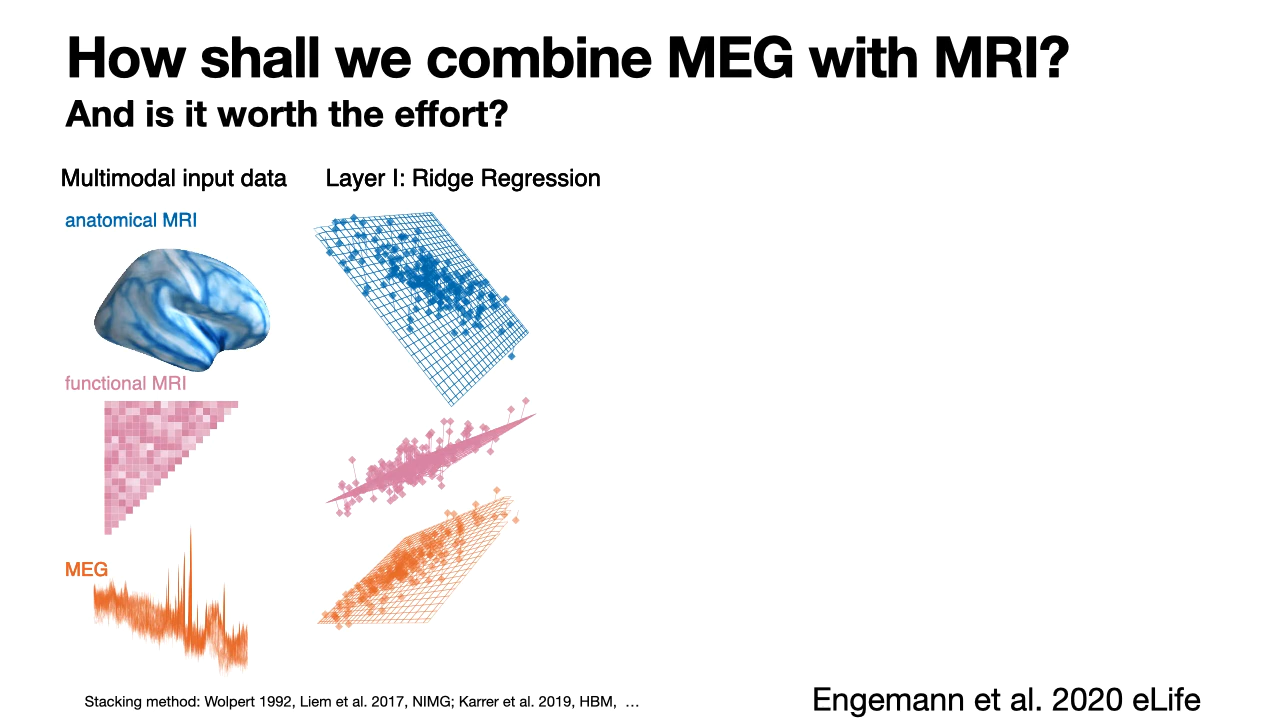 How shall we combine MEG with MRI?
And is it worth the effort?
Multimodal input data
Layer I: Ridge Regression
anatomical MRI
functional MRI
MEG
Stacking method: Wolpert 1992, Liem et al. 2017, NIMG; Karrer et al. 2019, HBM, …
Engemann et al. 2020 eLife